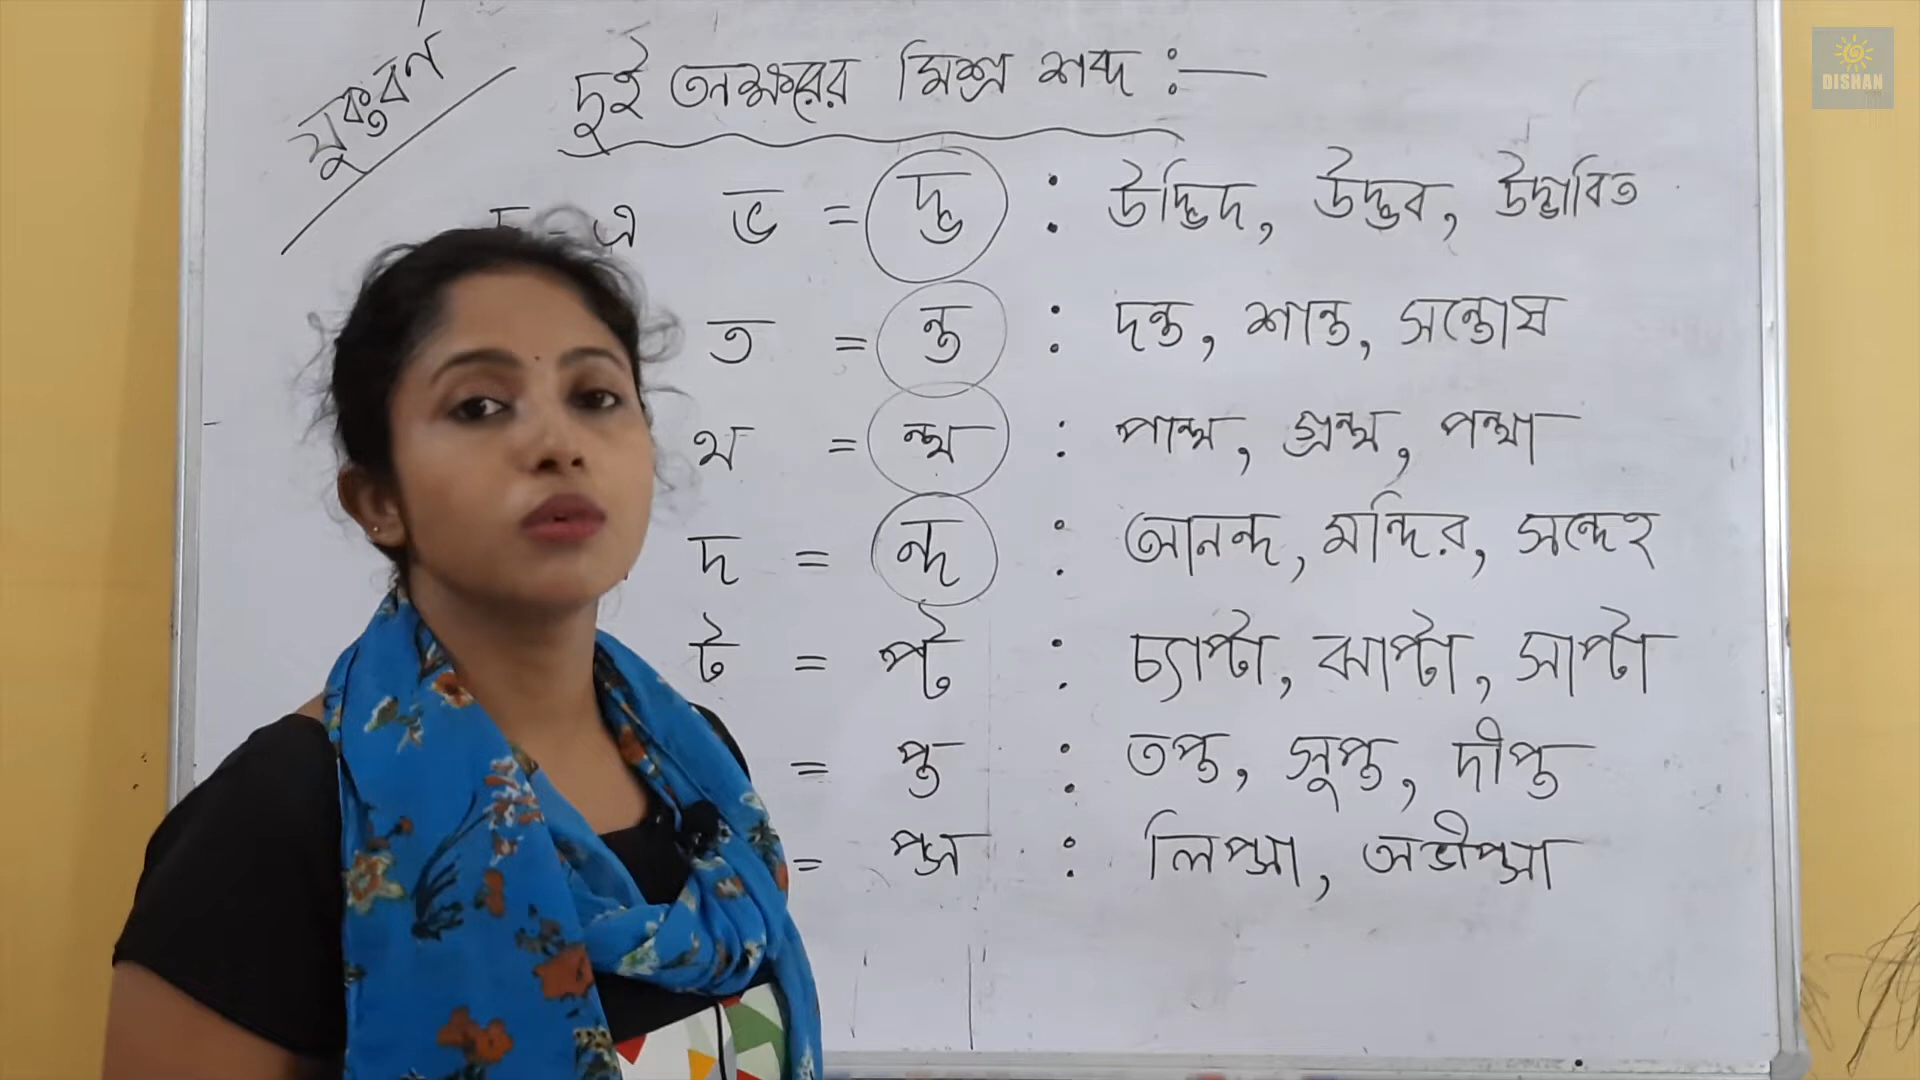 যুক্তবর্ণ
দুই অক্ষরের মিশ্র শব্দ :—
DISHAN
দ এ ভ = দ্ভ : উদ্ভিদ, উদ্ভব, উদ্ভাবিত
ত = ন্ত : দন্ত, শান্ত, সন্তোষ
থ = ন্থ : পান্থ, গ্রন্থ, পন্থা
দ = ন্দ : আনন্দ, মন্দির, সন্দেহ
ট = প্ট : চ্যাপ্টা, ঝাপ্টা, সাপ্টা
= প্ত : তপ্ত, সুপ্ত, দীপ্ত
= প্স : লিপ্সা, অভীপ্সা